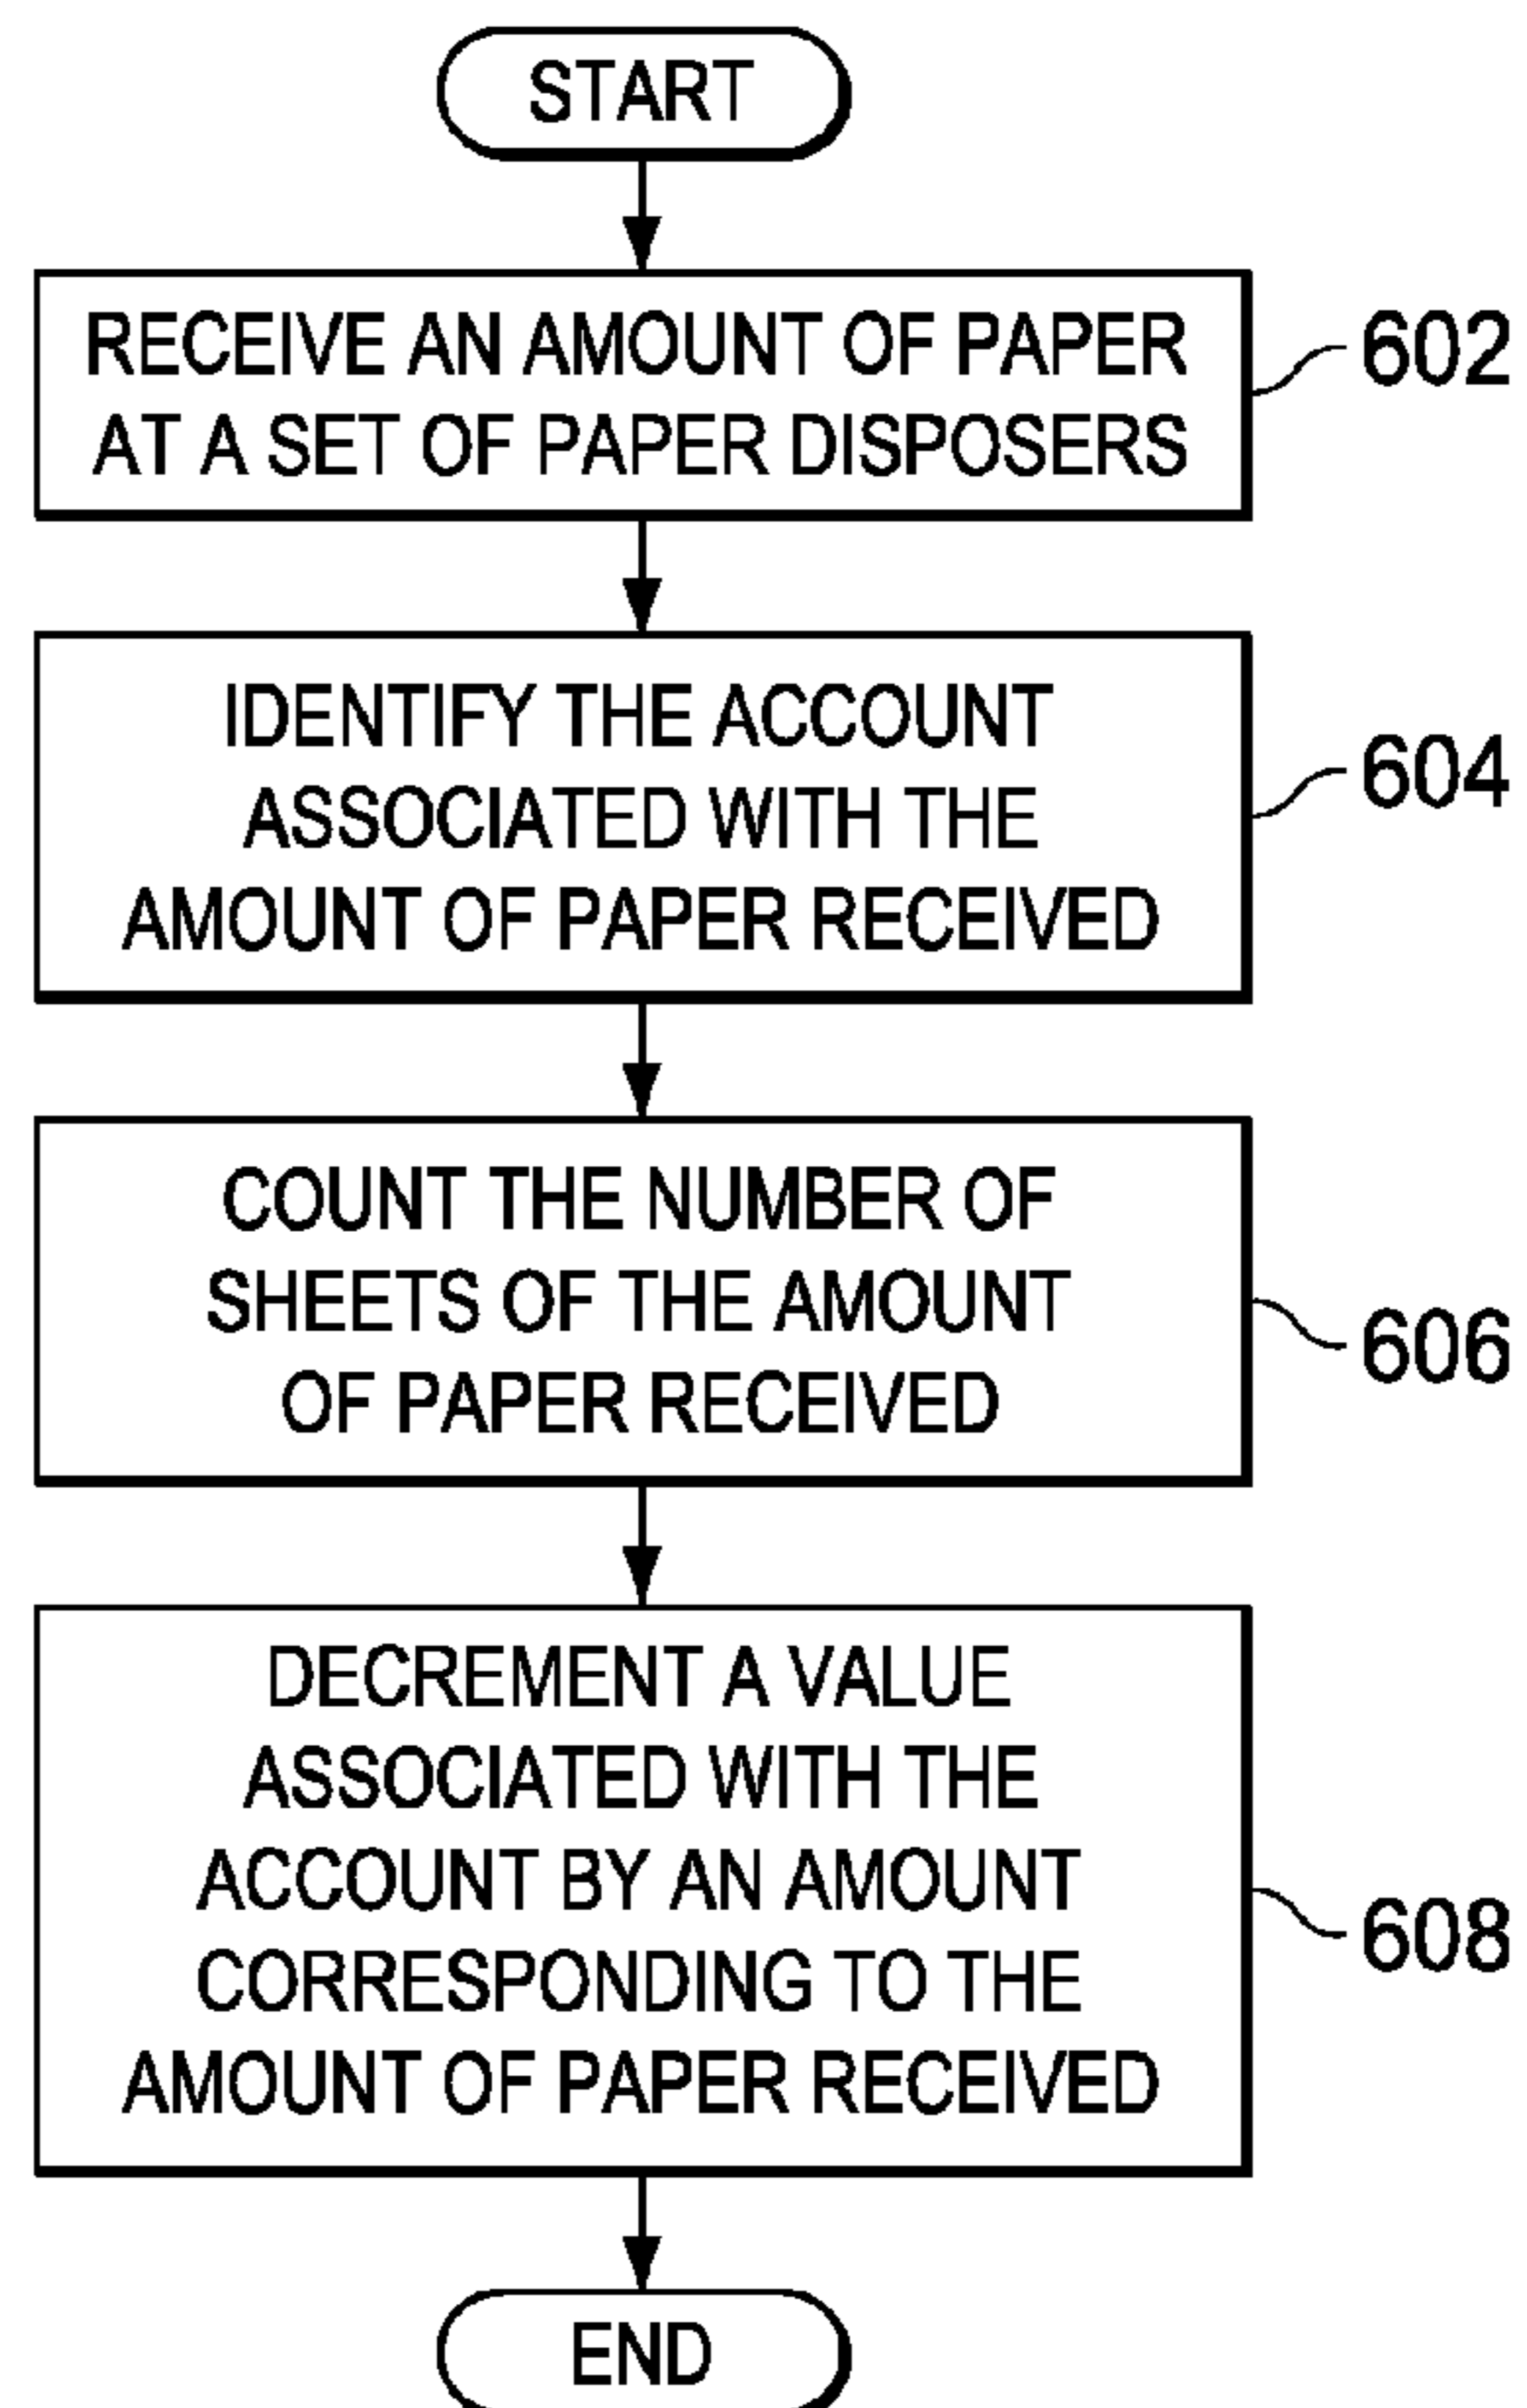 START
RECEIVE AN AMOUNT OF PAPER
AT A SET OF PAPER DISPOSERS
602
IDENTIFY THE ACCOUNT
ASSOCIATED WITH THE
AMOUNT OF PAPER RECEIVED
604
COUNT THE NUMBER OF
SHEETS OF THE AMOUNT
OF PAPER RECEIVED
606
DECREMENT A VALUE
ASSOCIATED WITH THE
ACCOUNT BY AN AMOUNT
CORRESPONDING TO THE
AMOUNT OF PAPER RECEIVED
608
END